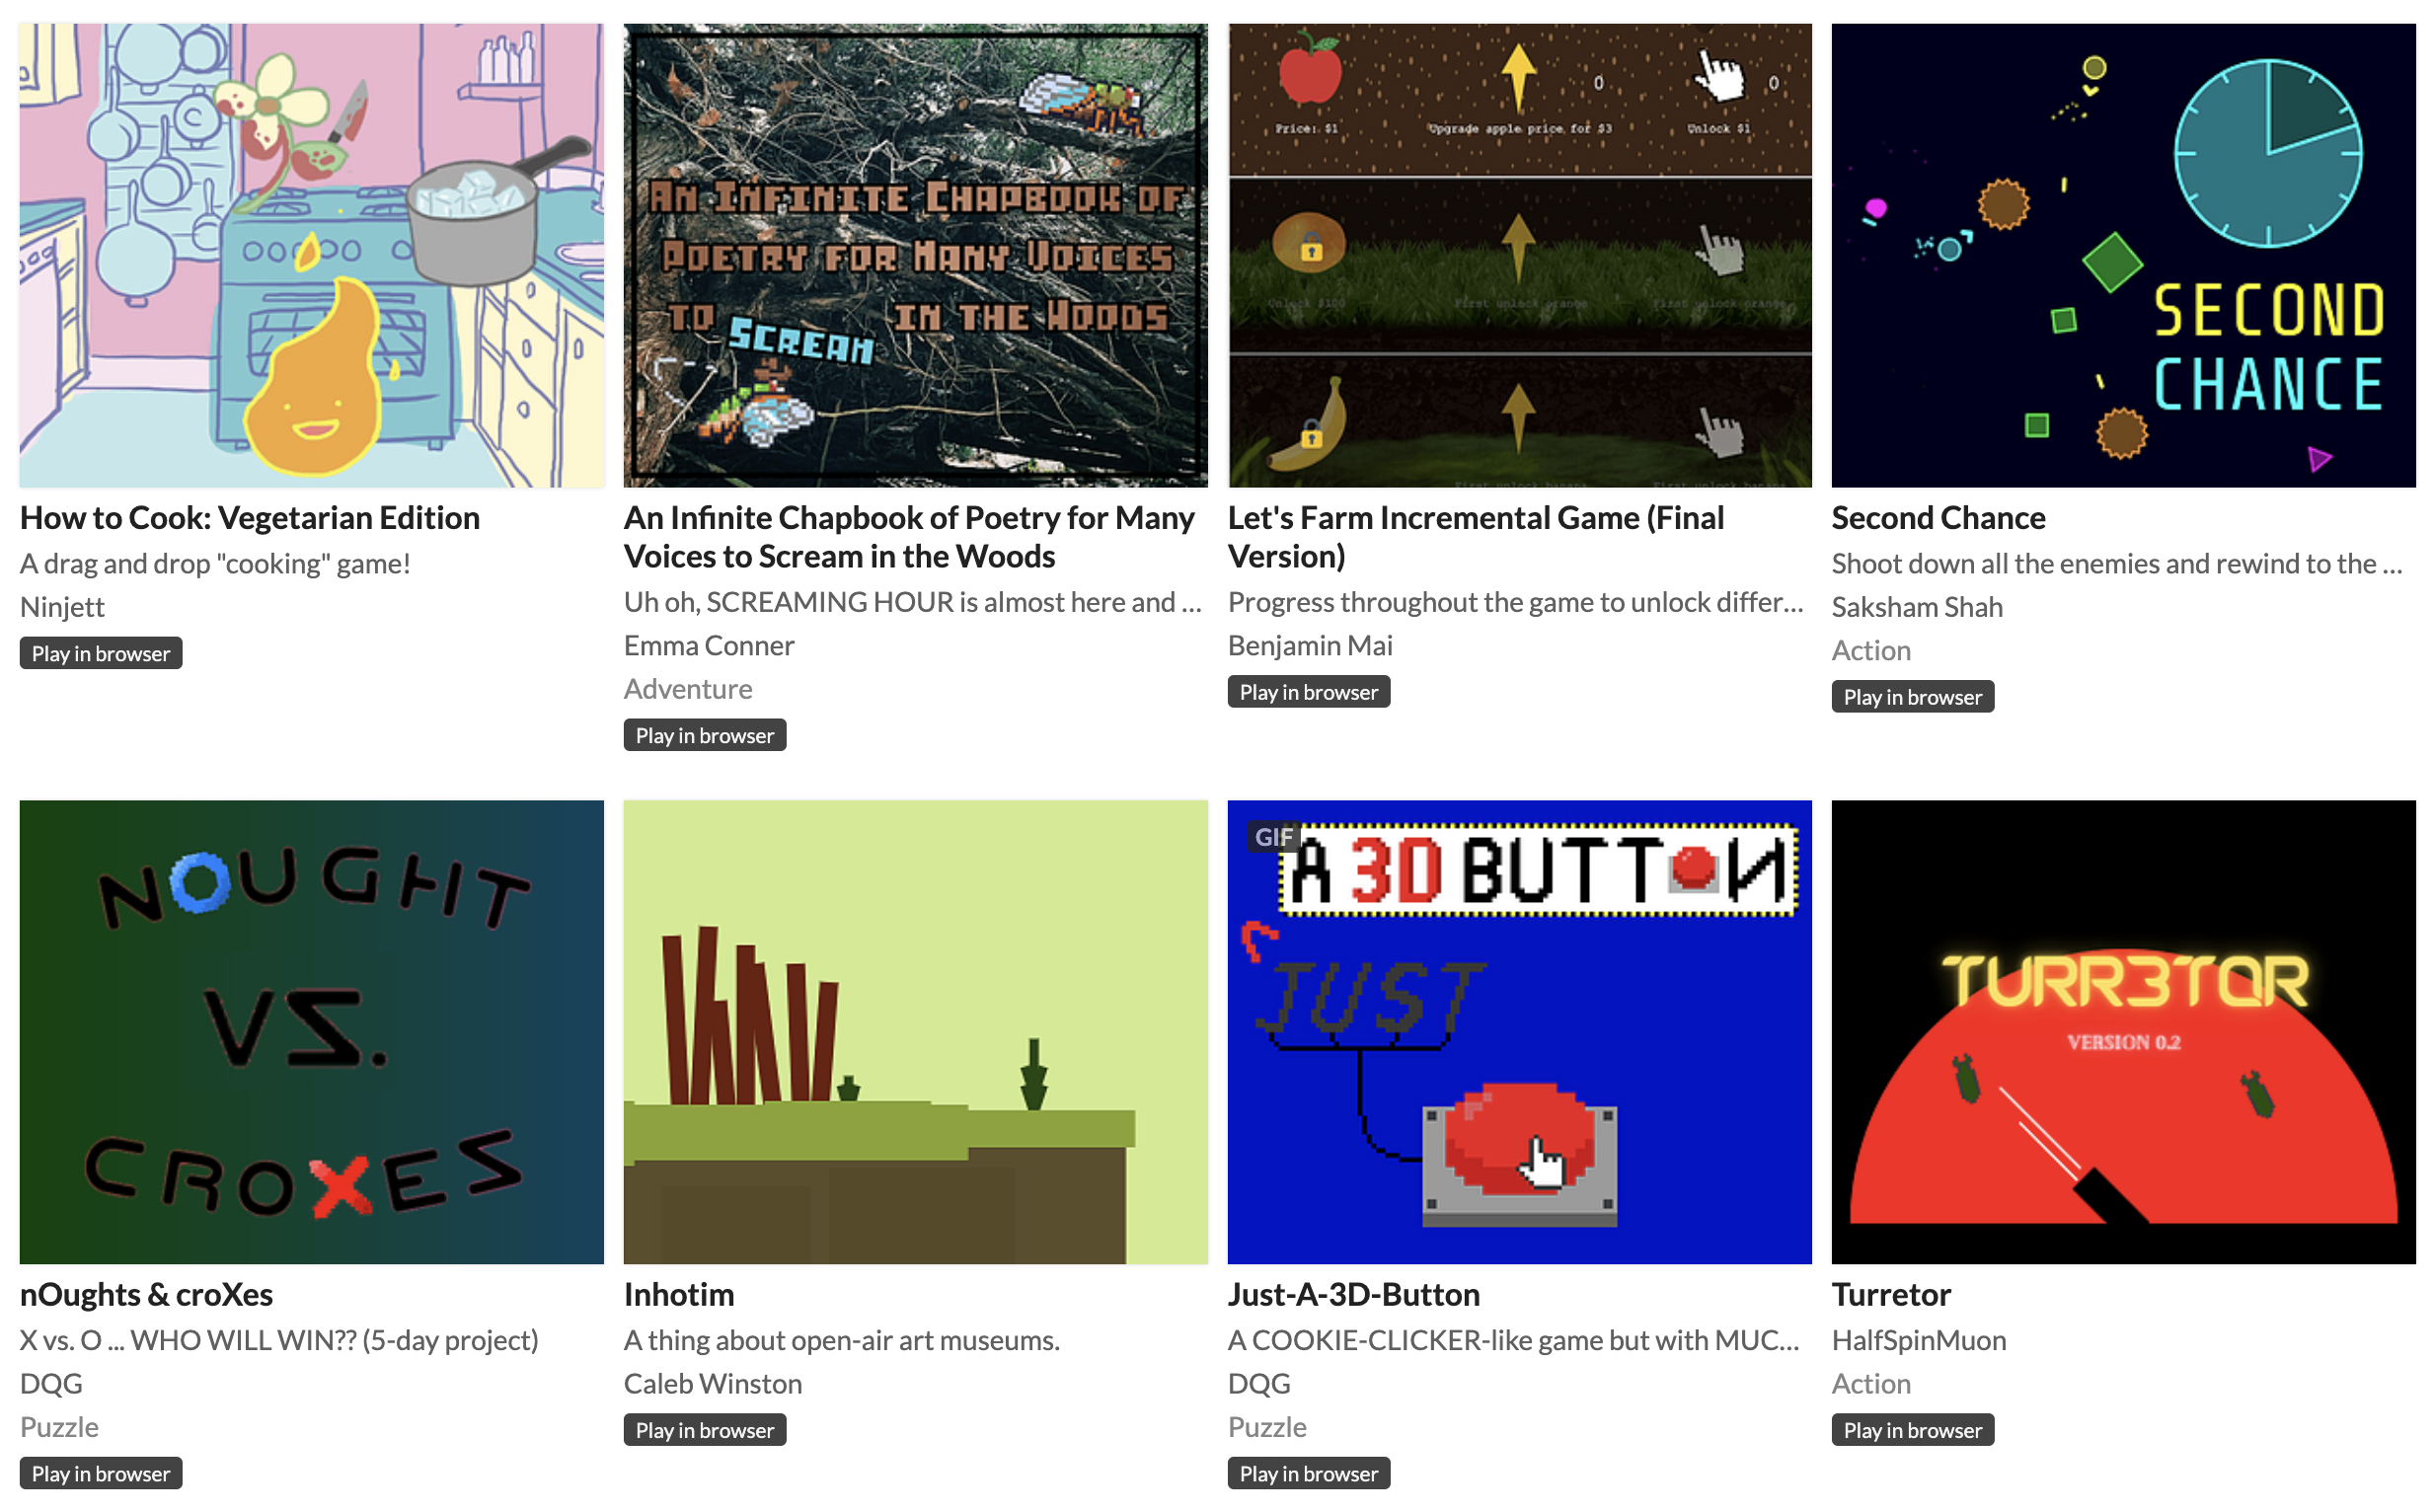 AN INFINITE CHAPBOOK OF
POETRY FOR MANY VOICES
TO SCREAM IN THE WOODS
0
0
Price: $1
Upgrade apple price for $3
Unlock $1
Unlock $100
First unlock orange
First unlock orange
First unlock banana
First unlock banana
SECOND
CHANCE
How to Cook: Vegetarian Edition
A drag and drop "cooking" game!
Ninjett
Play in browser
An Infinite Chapbook of Poetry for Many
Voices to Scream in the Woods
Uh oh, SCREAMING HOUR is almost here and ...
Emma Conner
Adventure
Play in browser
Let's Farm Incremental Game (Final
Version)
Progress throughout the game to unlock differ...
Benjamin Mai
Play in browser
Second Chance
Shoot down all the enemies and rewind to the ...
Saksham Shah
Action
Play in browser
NOUGHT
VS.
CROXES
GIF
A 3D BUTTON
JUST
TURR3TOR
VERSION 0.2
nOughts & croXes
X vs. O ... WHO WILL WIN?? (5-day project)
DQG
Puzzle
Play in browser
Inhotim
A thing about open-air art museums.
Caleb Winston
Play in browser
Just-A-3D-Button
A COOKIE-CLICKER-like game but with MUC...
DQG
Puzzle
Play in browser
Turretor
HalfSpinMuon
Action
Play in browser